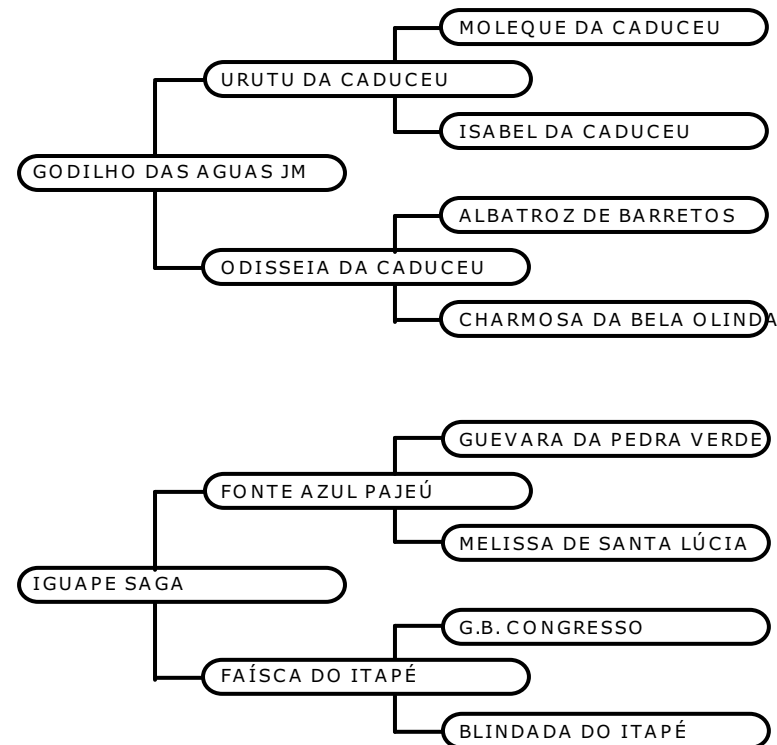 MOLEQUE DA CADUCEU
URUTU DA CADUCEU
ISABEL DA CADUCEU
GODILHO DAS AGUAS JM
ALBATROZ DE BARRETOS
ODISSEIA DA CADUCEU
CHARMOSA DA BELA OLINDA
GUEVARA DA PEDRA VERDE
FONTE AZUL PAJEÚ
MELISSA DE SANTA LÚCIA
IGUAPE SAGA
G.B. CONGRESSO
FAÍSCA DO ITAPÉ
BLINDADA DO ITAPÉ